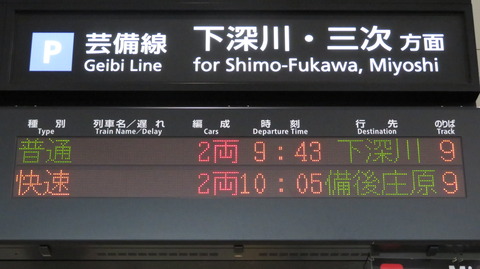 P 芸備線 下深川・三次 方面
Geibi Line for Shimo-Fukawa, Miyoshi
種別 列車名/遅れ 編成 時刻 行先 のりば
Type Train Name/Delay Cars Departure Time Destination Track
普通 2両 9:43 下深川 9
快速 2両 10:05 備後庄原 9